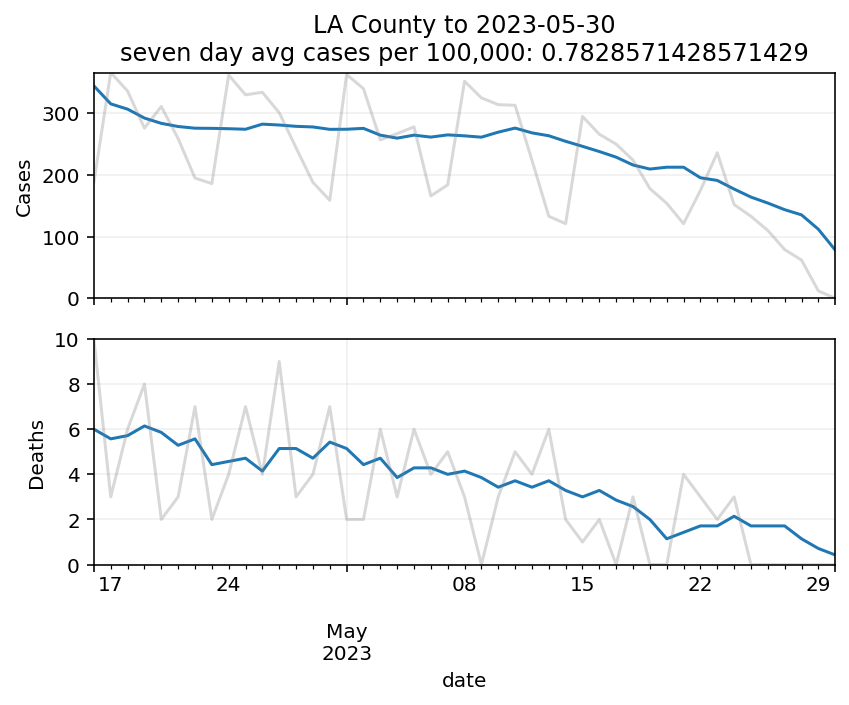 LA County to 2023-05-30
seven day avg cases per 100,000: 0.7828571428571429
300
200
100
0
Cases
10
8
6
4
2
0
Deaths
17 24 08 15 22 29
May
2023
date